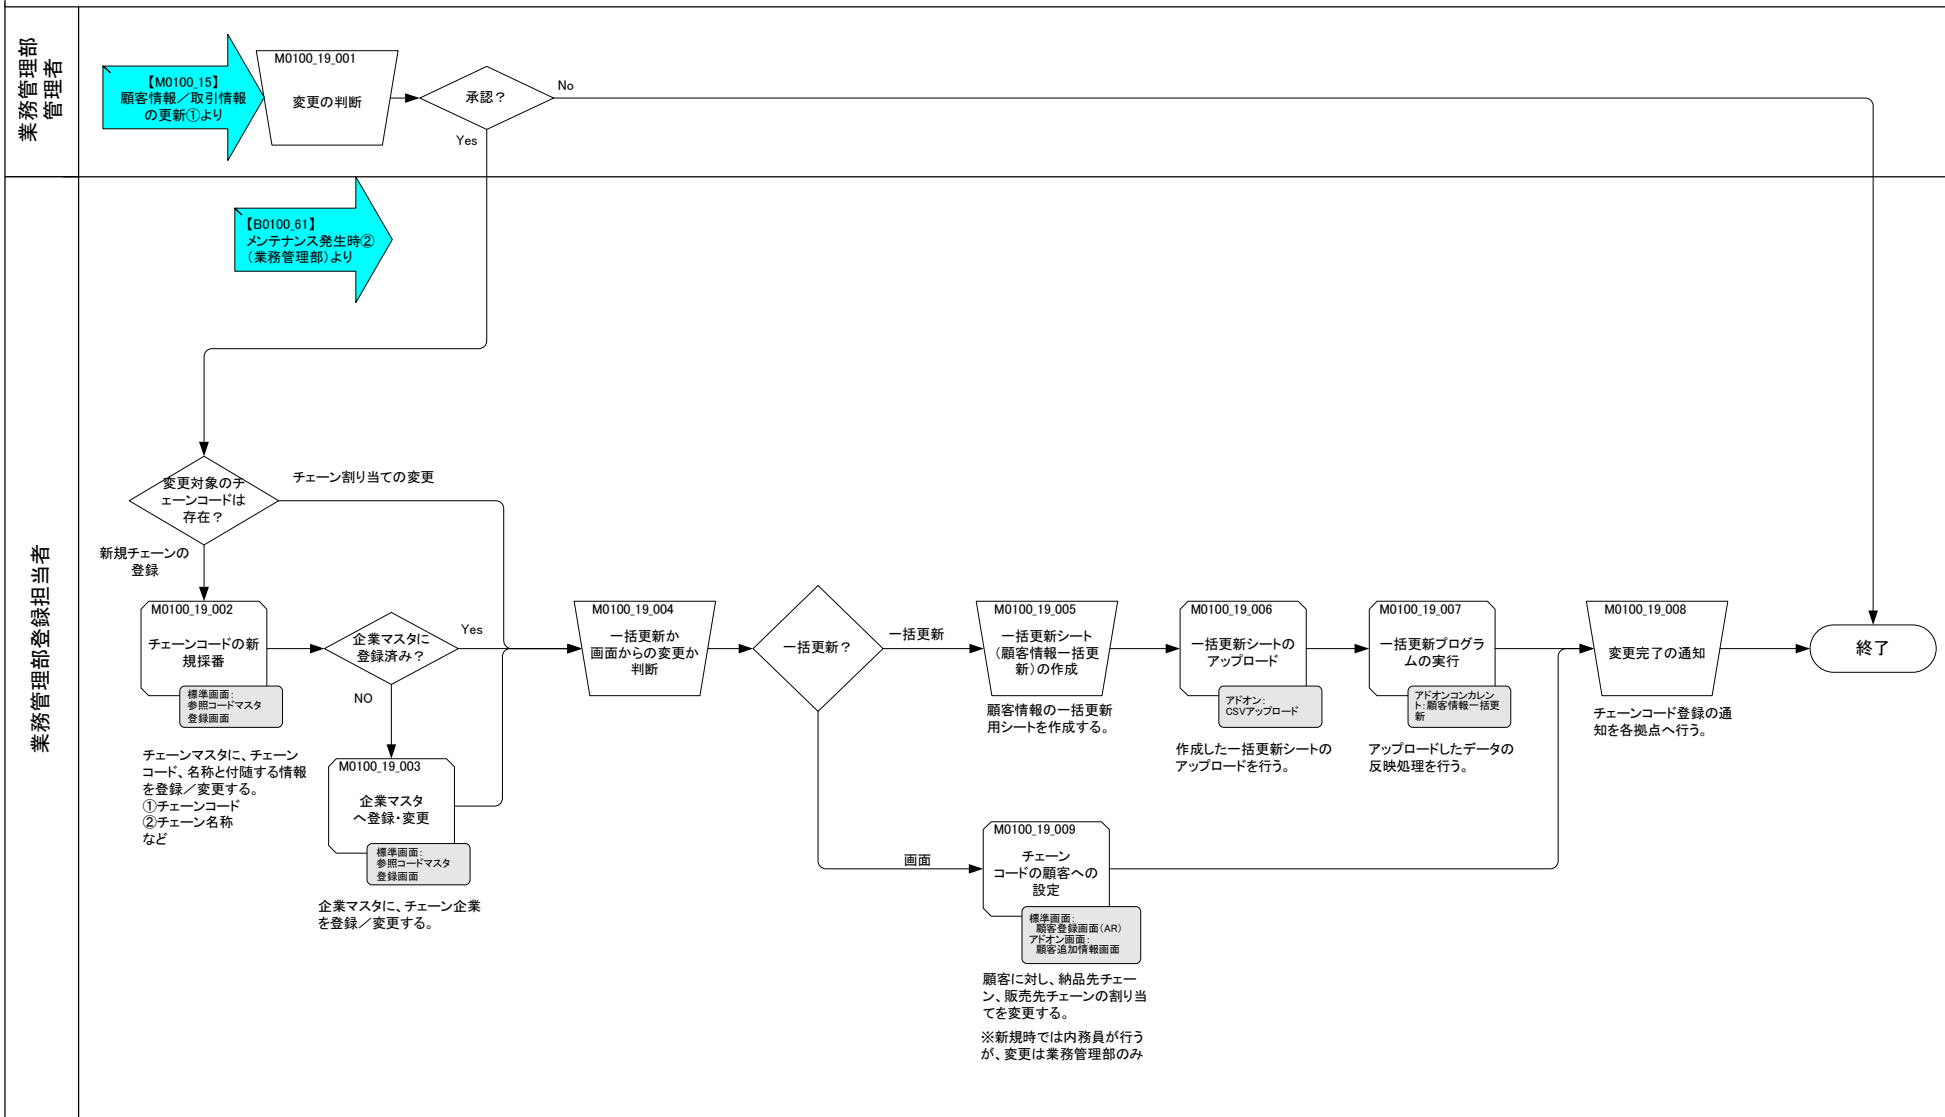 業務管理部
管理者
【M0100_15】
顧客情報／取引情報
の更新①より
M0100_19_001
変更の判断
承認？
No
Yes
業務管理部登録担当者
【B0100_61】
メンテナンス発生時②
（業務管理部）より
変更対象のチ
ェーンコードは
存在？
チェーン割り当ての変更
新規チェーンの
登録
M0100_19_002
チェーンコードの新
規採番
標準画面：
参照コードマスタ
登録画面
チェーンマスタに、チェーン
コード、名称と付随する情報
を登録／変更する。
①チェーンコード
②チェーン名称
など
企業マスタに
登録済み？
Yes
NO
M0100_19_003
企業マスタ
へ登録・変更
標準画面：
参照コードマスタ
登録画面
企業マスタに、チェーン企業
を登録／変更する。
M0100_19_004
一括更新か
画面からの変更か
判断
一括更新？
一括更新
画面
M0100_19_005
一括更新シート
（顧客情報一括更
新）の作成
顧客情報の一括更新
用シートを作成する。
M0100_19_006
一括更新シートの
アップロード
アドオン：
CSVアップロード
作成した一括更新シートの
アップロードを行う。
M0100_19_007
一括更新プログラ
ムの実行
アドオンコンカレン
ト：顧客情報一括更
新
アップロードしたデータの
反映処理を行う。
M0100_19_008
変更完了の通知
チェーンコード登録の通
知を各拠点へ行う。
終了
M0100_19_009
チェーン
コードの顧客への
設定
標準画面：
顧客登録画面（AR）
アドオン画面：
顧客追加情報画面
顧客に対し、納品先チェー
ン、販売先チェーンの割り当
てを変更する。
※新規時では内務員が行う
が、変更は業務管理部のみ